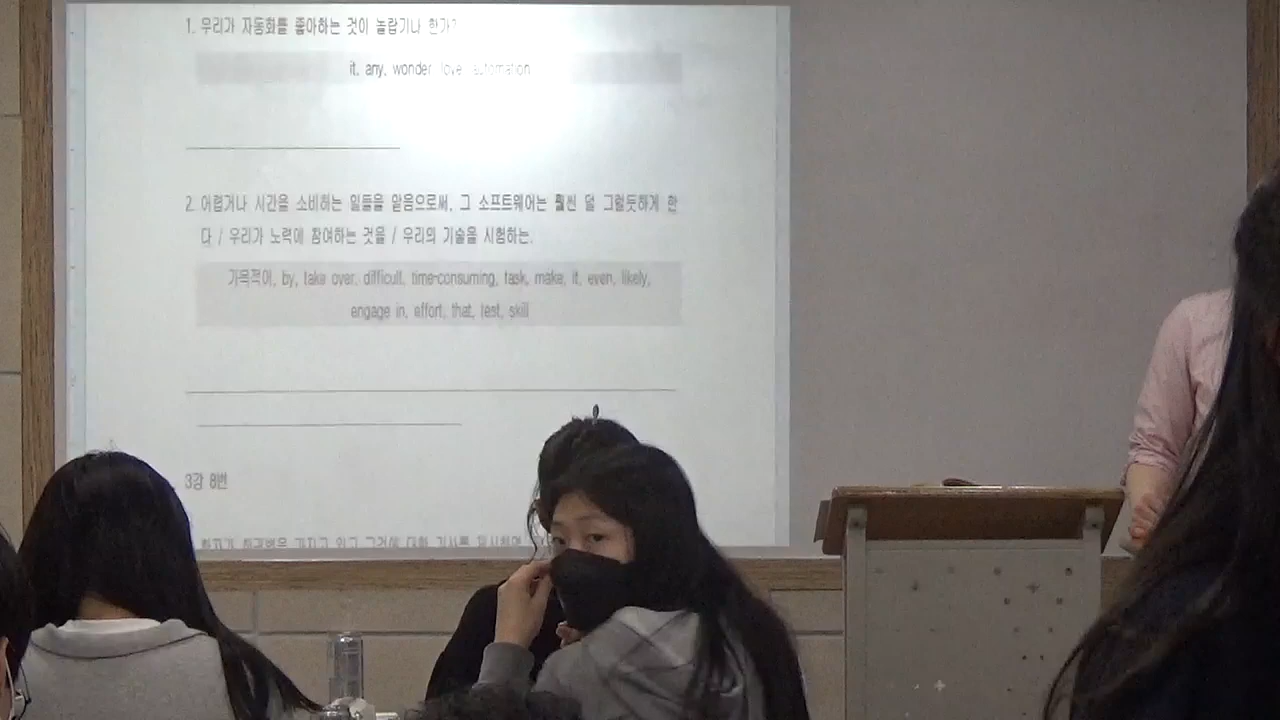 1. 우리가 자동화를 좋아하는 것이 놀랍기나 한가?
it, any, wonder, love, automation
2. 어렵거나 시간을 소비하는 일들을 맡음으로써, 그 소프트웨어는 훨씬 덜 그럴듯하게 한
다 / 우리가 노력에 참여하는 것을 / 우리의 기술을 시험하는.
가목적어, by, take over, difficult, time-consuming, task, make, it, even, likely,
engage in, effort, that, test, skill
3강 8번